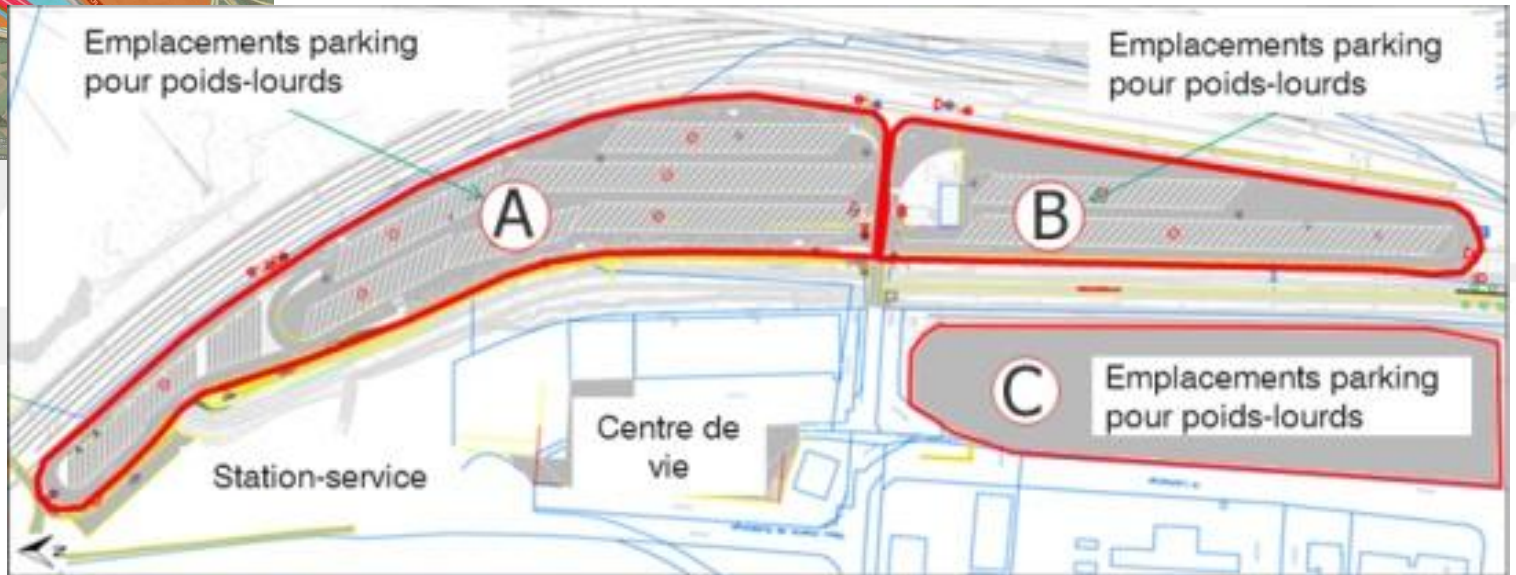 Emplacements parking
pour poids-lourds
Emplacements parking
pour poids-lourds
A
B
C
Emplacements parking
pour poids-lourds
Centre de
vie
Station-service
N